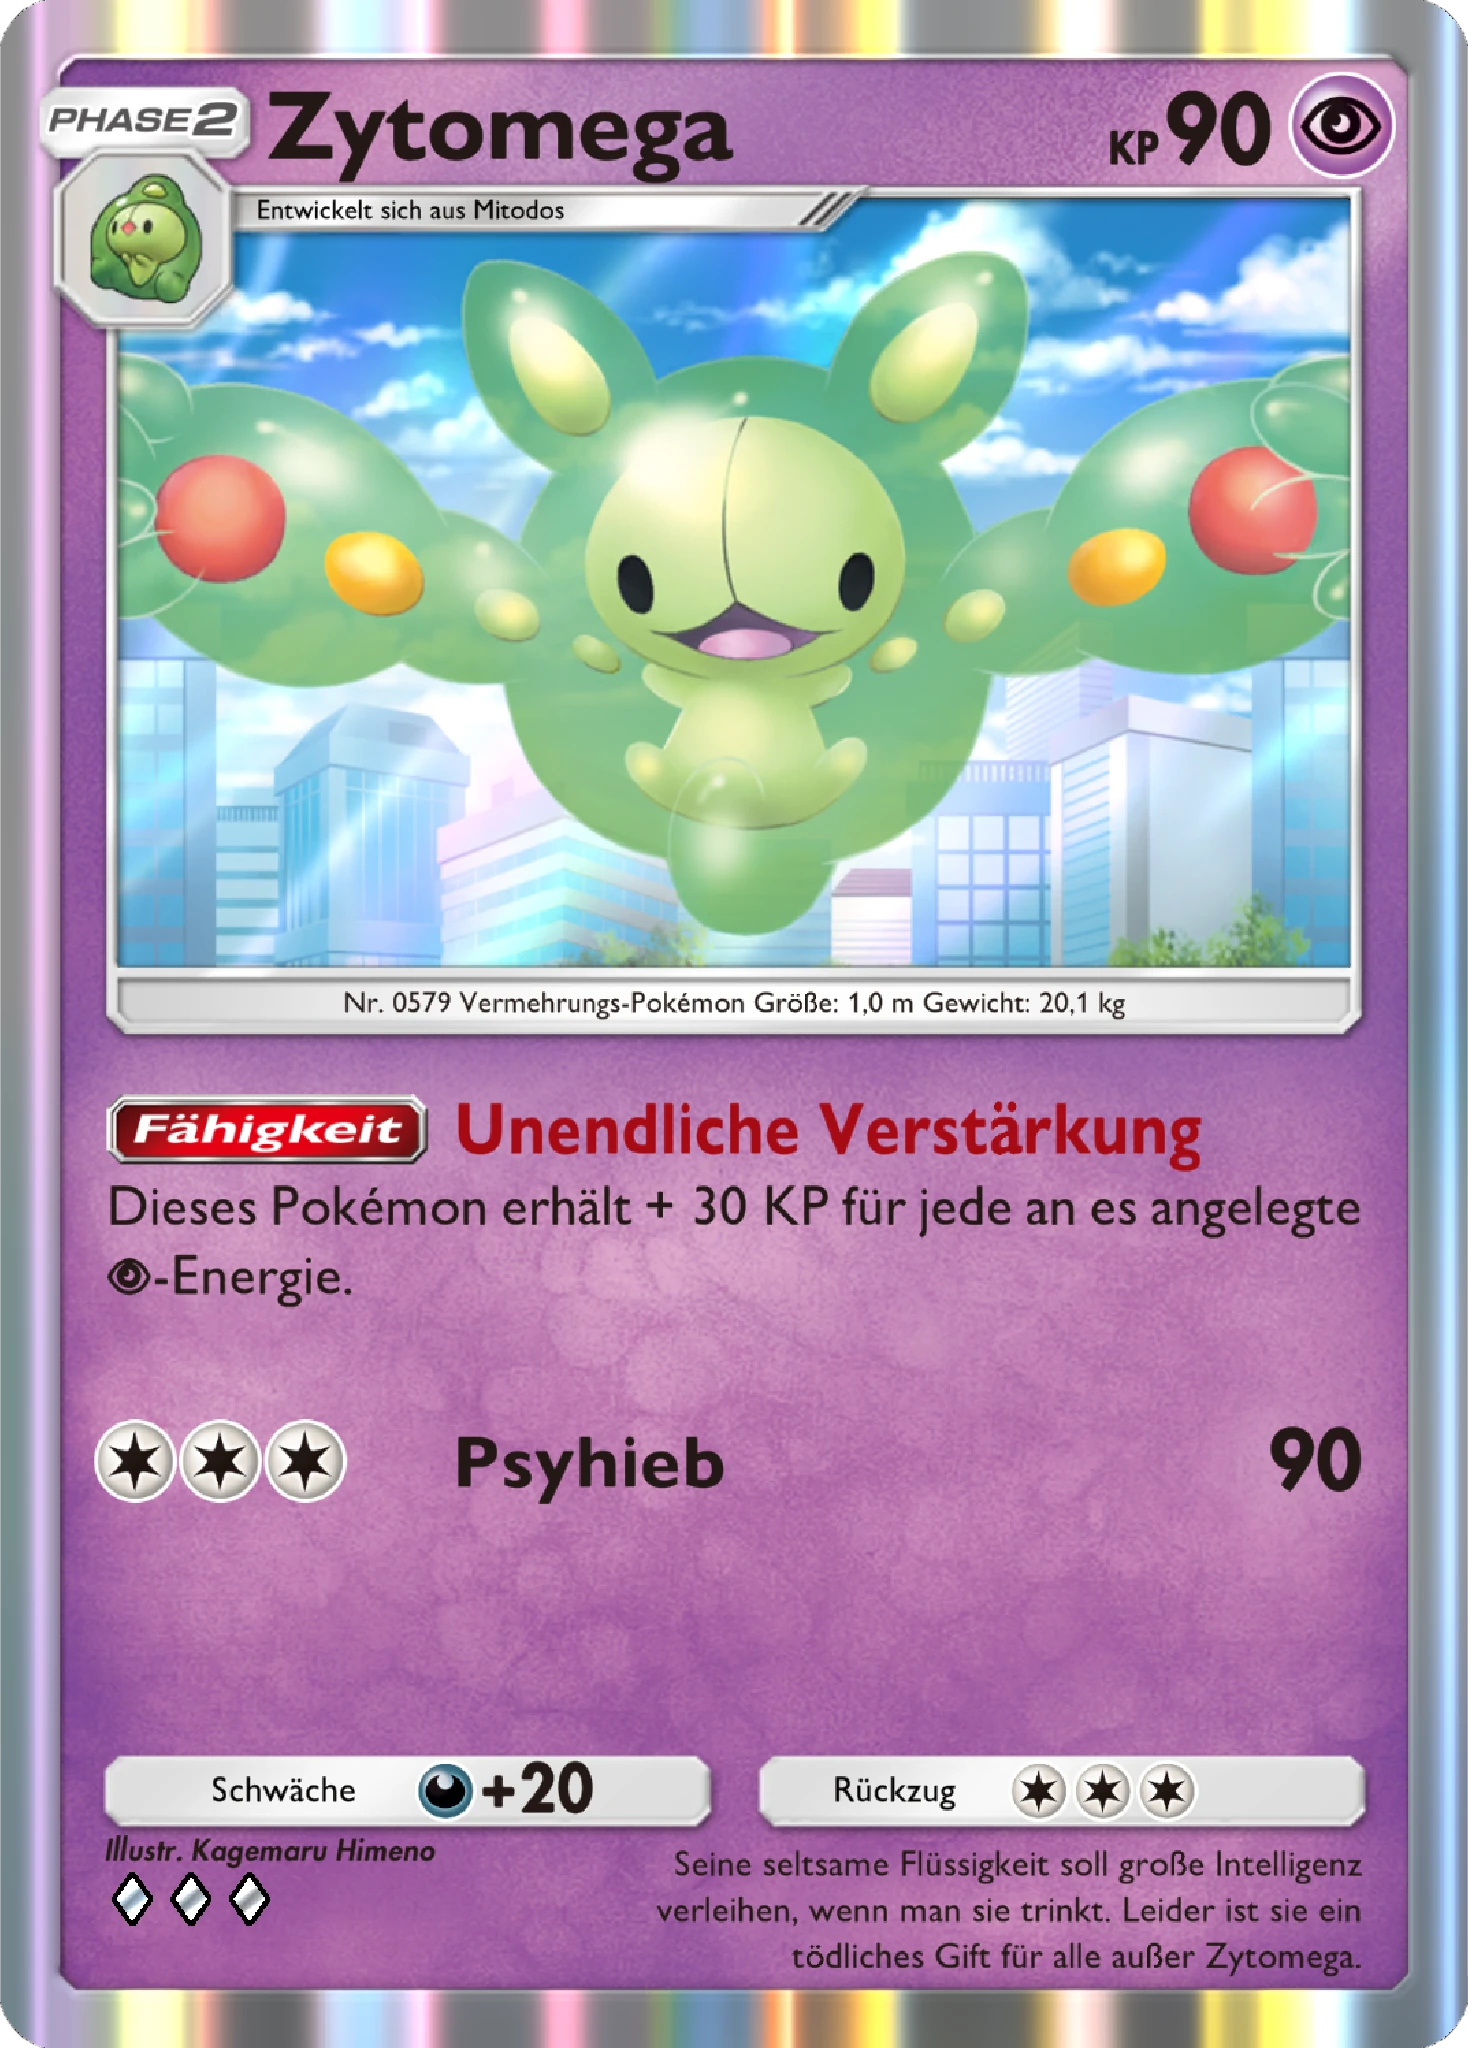 PHASE2
Zytomega
KP 90
Entwickelt sich aus Mitodos
Nr. 0579 Vermehrungs-Pokémon Größe: 1,0 m Gewicht: 20,1 kg
Fähigkeit Unendliche Verstärkung
Dieses Pokémon erhält + 30 KP für jede an es angelegte
-Energie.
Psyhieb 90
Schwäche +20
Rückzug
Illustr. Kagemaru Himeno
Seine seltsame Flüssigkeit soll große Intelligenz
verleihen, wenn man sie trinkt. Leider ist sie ein
tödliches Gift für alle außer Zytomega.